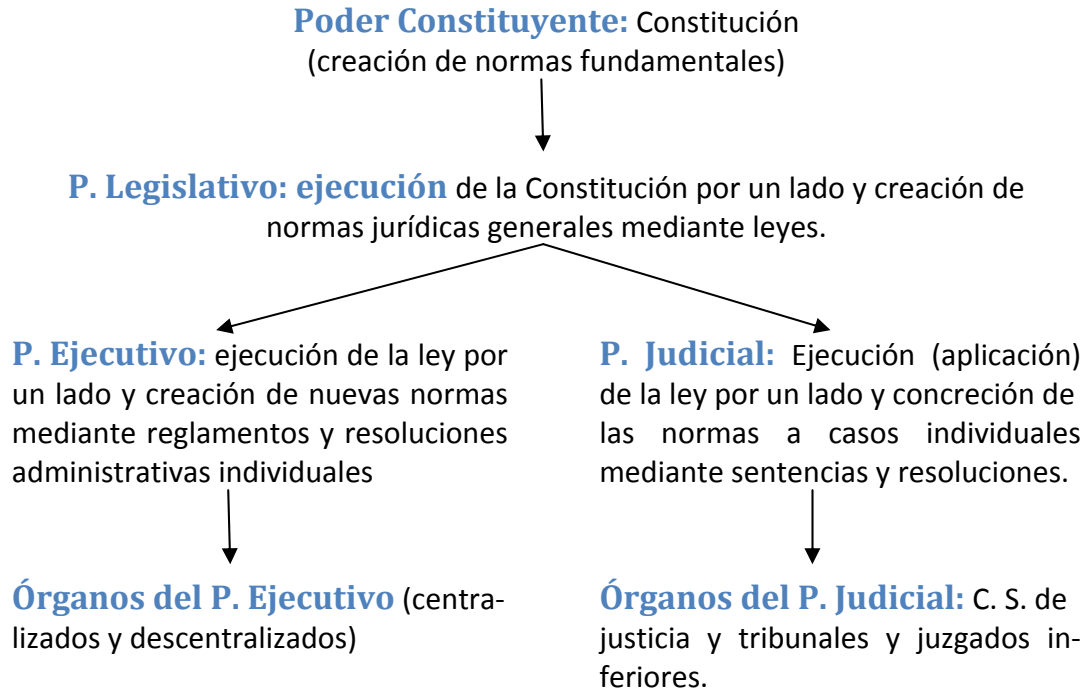 Poder Constituyente: Constitución
(creación de normas fundamentales)
P. Legislativo: ejecución de la Constitución por un lado y creación de
normas jurídicas generales mediante leyes.
P. Ejecutivo: ejecución de la ley por
un lado y creación de nuevas normas
mediante reglamentos y resoluciones
administrativas individuales
P. Judicial: Ejecución (aplicación)
de la ley por un lado y concreción de
las normas a casos individuales
mediante sentencias y resoluciones.
Órganos del P. Ejecutivo (centra-
lizados y descentralizados)
Órganos del P. Judicial: C. S. de
justicia y tribunales y juzgados in-
feriores.